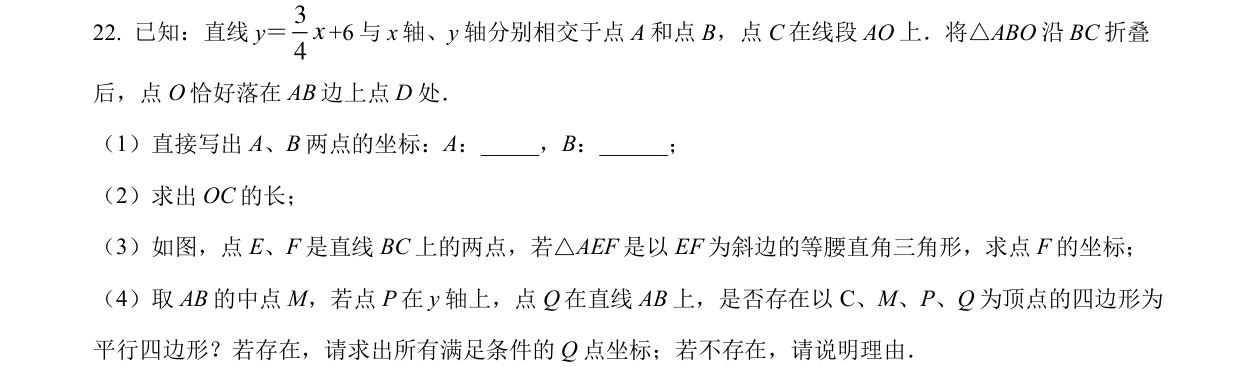 22. 已知：直线 y=3/4 x+6 与 x 轴、y 轴分别相交于点 A 和点 B，点 C 在线段 AO 上．将△ABO 沿 BC 折叠
后，点 O 恰好落在 AB 边上点 D 处．
（1）直接写出 A、B 两点的坐标：A：_____，B：______；
（2）求出 OC 的长；
（3）如图，点 E、F 是直线 BC 上的两点，若△AEF 是以 EF 为斜边的等腰直角三角形，求点 F 的坐标；
（4）取 AB 的中点 M，若点 P 在 y 轴上，点 Q 在直线 AB 上，是否存在以 C、M、P、Q 为顶点的四边形为
平行四边形？若存在，请求出所有满足条件的 Q 点坐标；若不存在，请说明理由．